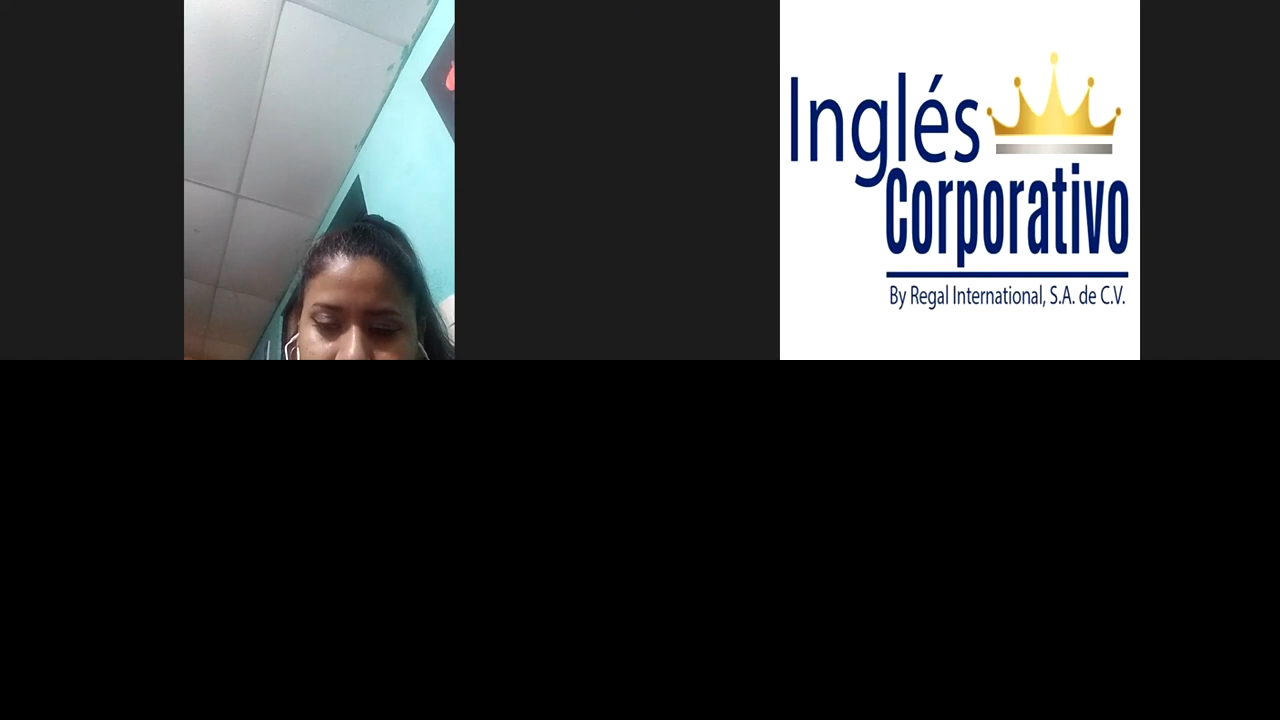 Inglés
Corporativo
By Regal International, S.A. de C.V.